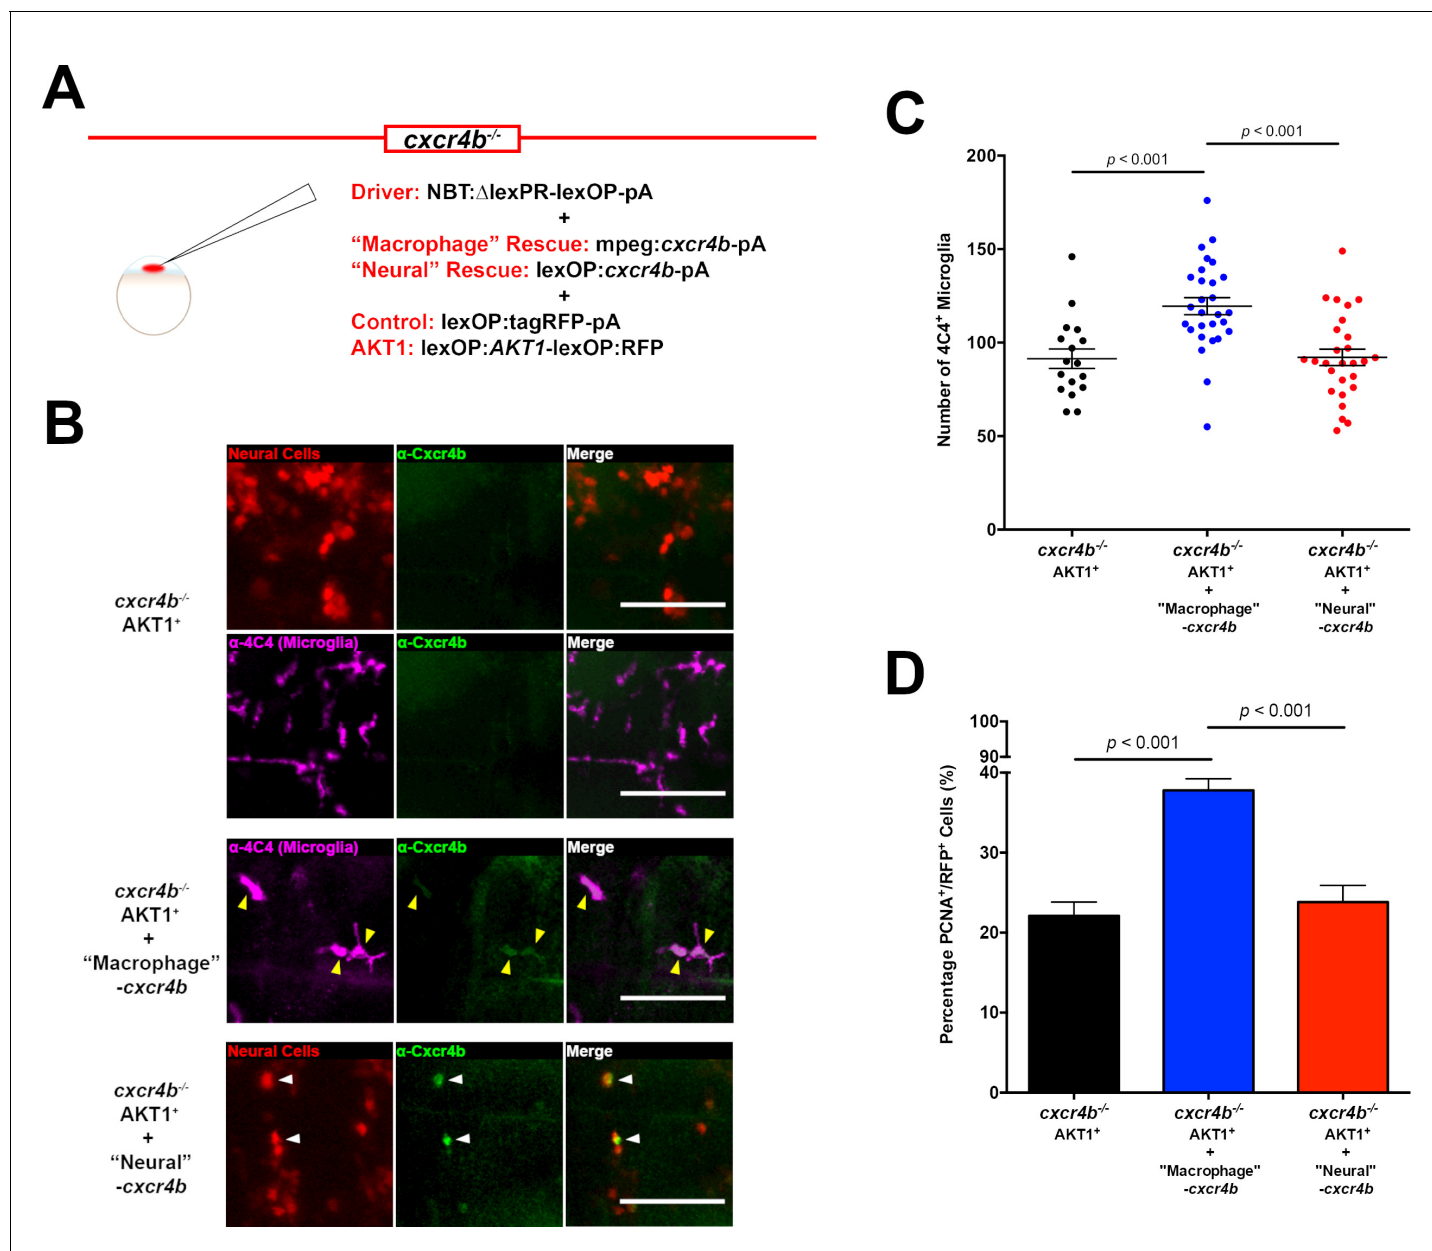 A
cxcr4b-/-
Driver: NBT:ΔlexPR-lexOP-pA
+
“Macrophage” Rescue: mpeg:cxcr4b-pA
“Neural” Rescue: lexOP:cxcr4b-pA
+
Control: lexOP:tagRFP-pA
AKT1: lexOP:AKT1-lexOP:RFP
B
Neural Cells
α-Cxcr4b
Merge
cxcr4b-/-
AKT1+
α-4C4 (Microglia)
α-Cxcr4b
Merge
α-4C4 (Microglia)
α-Cxcr4b
Merge
cxcr4b-/-
AKT1+
+
“Macrophage”
-cxcr4b
Neural Cells
α-Cxcr4b
Merge
cxcr4b-/-
AKT1+
+
“Neural”
-cxcr4b
C
Number of 4C4+ Microglia
200
150
100
50
0
p < 0.001
p < 0.001
cxcr4b-/-
AKT1+
cxcr4b-/-
AKT1+
+
"Macrophage"
-cxcr4b
cxcr4b-/-
AKT1+
+
"Neural"
-cxcr4b
D
Percentage PCNA+/RFP+ Cells (%)
100
90
40
30
20
10
0
p < 0.001
p < 0.001
cxcr4b-/-
AKT1+
cxcr4b-/-
AKT1+
+
"Macrophage"
-cxcr4b
cxcr4b-/-
AKT1+
+
"Neural"
-cxcr4b